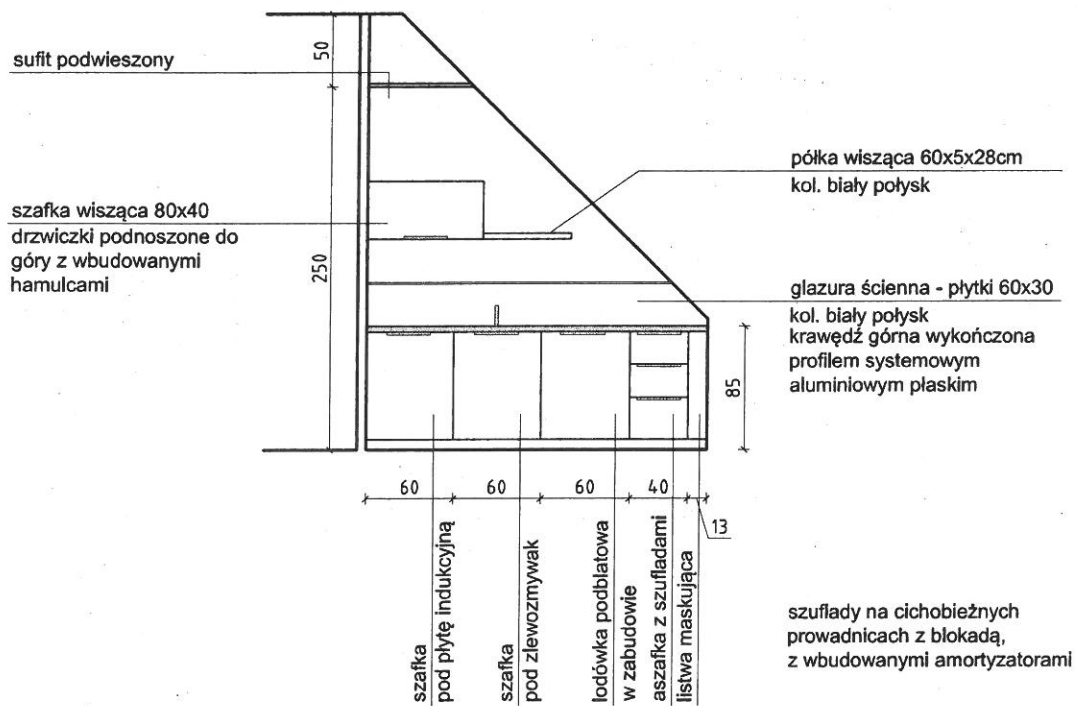 sufit podwieszony
50
półka wisząca 60x5x28cm
kol. biały połysk
szafka wisząca 80x40
drzwiczki podnoszone do
góry z wbudowanymi
hamulcami
250
glazura ścienna - płytki 60x30
kol. biały połysk
krawędź górna wykończona
profilem systemowym
aluminiowym płaskim
85
60
60
60
40
13
szafka
pod płytę indukcyjną
szafka
pod zlewozmywak
lodówka podblatowa
w zabudowie
aszafka z szufladami
listwa maskująca
szuflady na cichobieżnych
prowadnicach z blokadą,
z wbudowanymi amortyzatorami